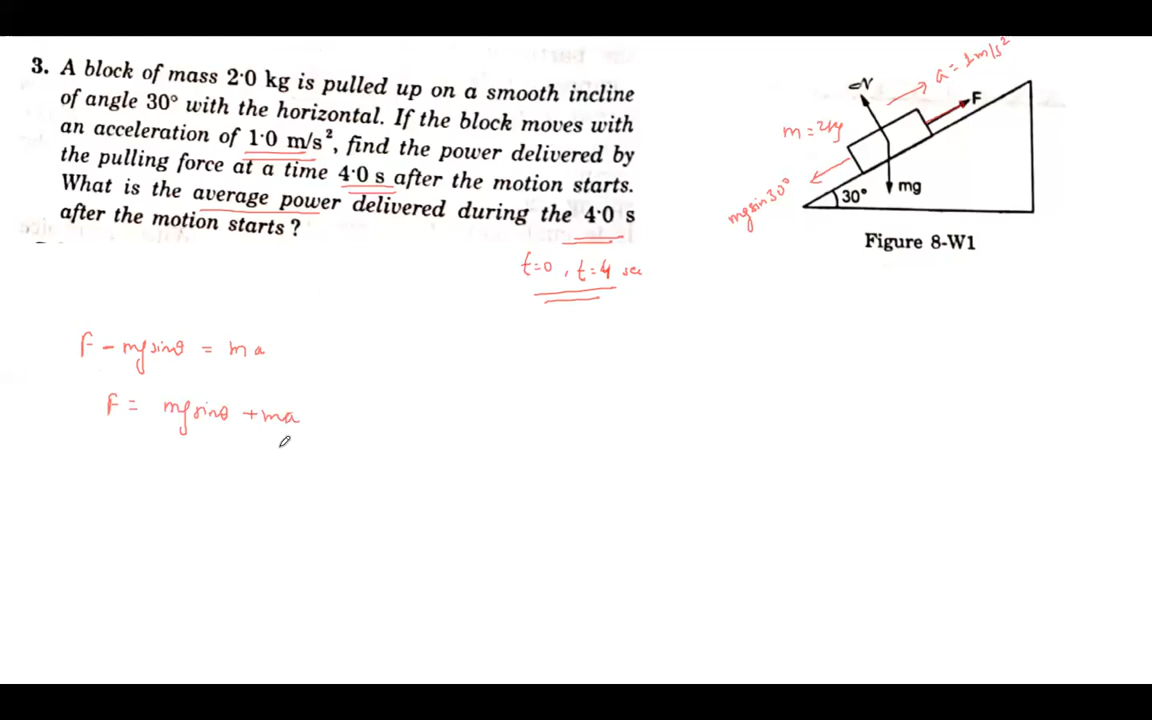 3. A block of mass 2·0 kg is pulled up on a smooth incline
of angle 30° with the horizontal. If the block moves with
an acceleration of 1·0 m/s², find the power delivered by
the pulling force at a time 4·0 s after the motion starts.
What is the average power delivered during the 4·0 s
after the motion starts ?
N
a = 1m/s²
F
m = 2kg
mg sin 30°
30°
mg
Figure 8-W1
t=0 , t=4 sec
F - mg sinθ = ma
F = mg sinθ + ma